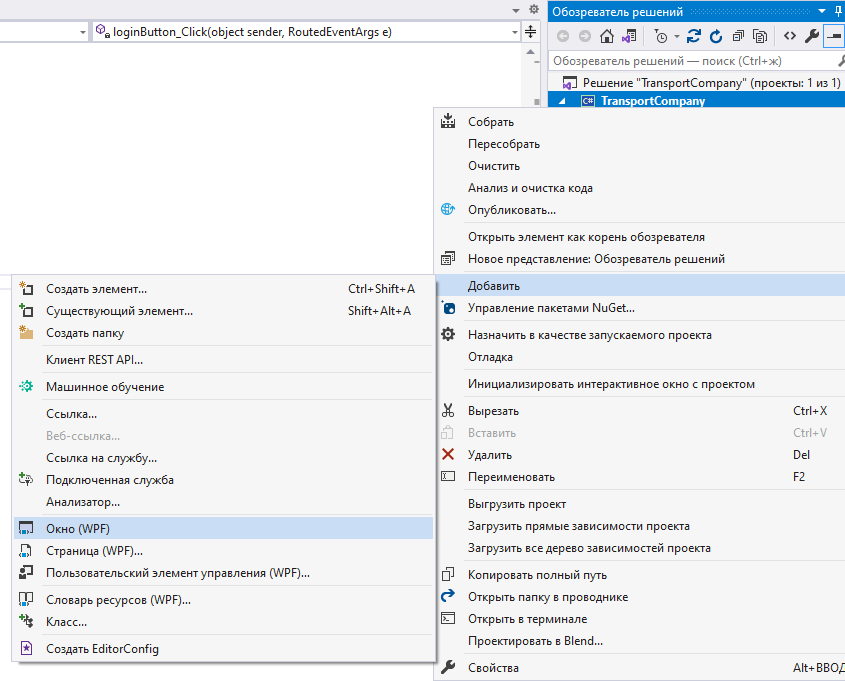 loginButton_Click(object sender, RoutedEventArgs e)
Обозреватель решений
Обозреватель решений — поиск (Ctrl+ж)
Решение "TransportCompany" (проекты: 1 из 1)
C# TransportCompany
Собрать
Пересобрать
Очистить
Анализ и очистка кода
Опубликовать...
Открыть элемент как корень обозревателя
Новое представление: Обозреватель решений
Добавить
Управление пакетами NuGet...
Назначить в качестве запускаемого проекта
Отладка
Инициализировать интерактивное окно с проектом
Вырезать Ctrl+X
Вставить Ctrl+V
Удалить Del
Переименовать F2
Выгрузить проект
Загрузить прямые зависимости проекта
Загрузить все дерево зависимостей проекта
Копировать полный путь
Открыть папку в проводнике
Открыть в терминале
Проектировать в Blend...
Свойства Alt+ВВОД
Создать элемент... Ctrl+Shift+A
Существующий элемент... Shift+Alt+A
Создать папку
Клиент REST API...
Машинное обучение
Ссылка...
Веб-ссылка...
Ссылка на службу...
Подключенная служба
Анализатор...
Окно (WPF)
Страница (WPF)...
Пользовательский элемент управления (WPF)...
Словарь ресурсов (WPF)...
Класс...
Создать EditorConfig